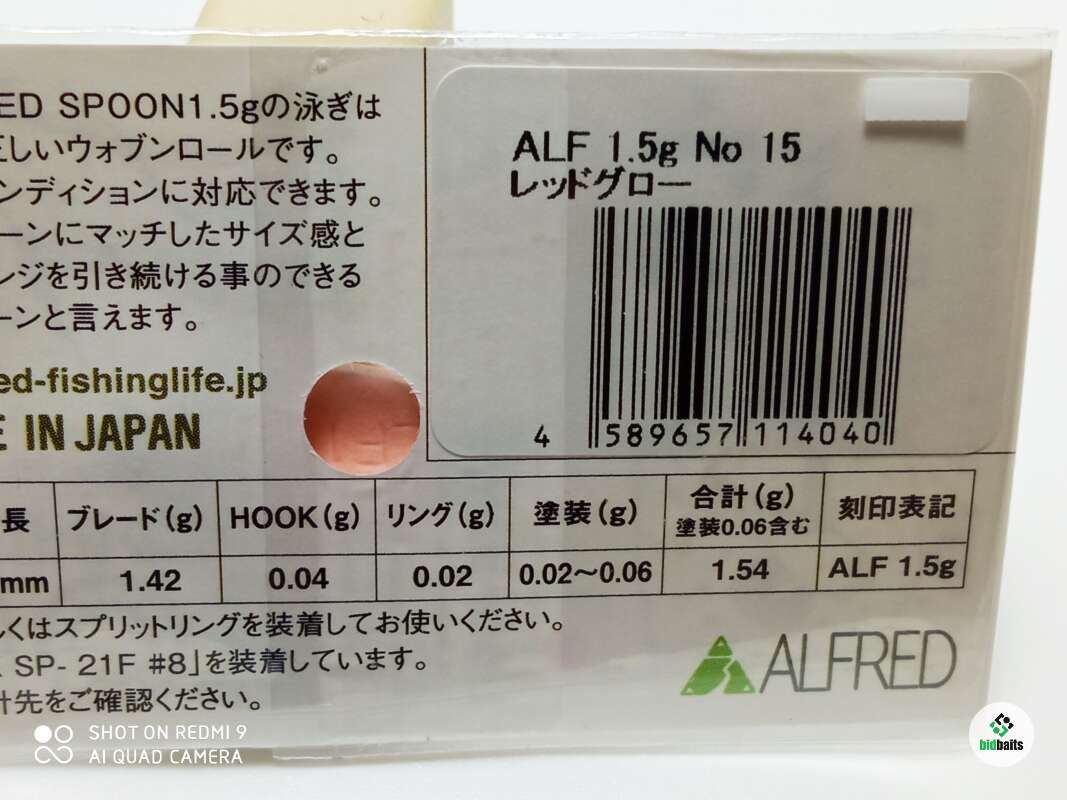 ED SPOON1.5gの泳ぎは
正しいウォブンロールです。
ンディションに対応できます。
ーンにマッチしたサイズ感と
レンジを引き続ける事のできる
ーンと言えます。
ed-fishinglife.jp
E IN JAPAN
ALF 1.5g No 15
レッドグロー
4 589657 114040
長 ブレード(g) HOOK(g) リング(g) 塗装(g) 合計(g) 塗装0.06含む 刻印表記
mm 1.42 0.04 0.02 0.02〜0.06 1.54 ALF 1.5g
くはスプリットリングを装着してお使いください。
SP- 21F #8」を装着しています。
針先をご確認ください。
ALFRED
SHOT ON REDMI 9
AI QUAD CAMERA
bidbaits